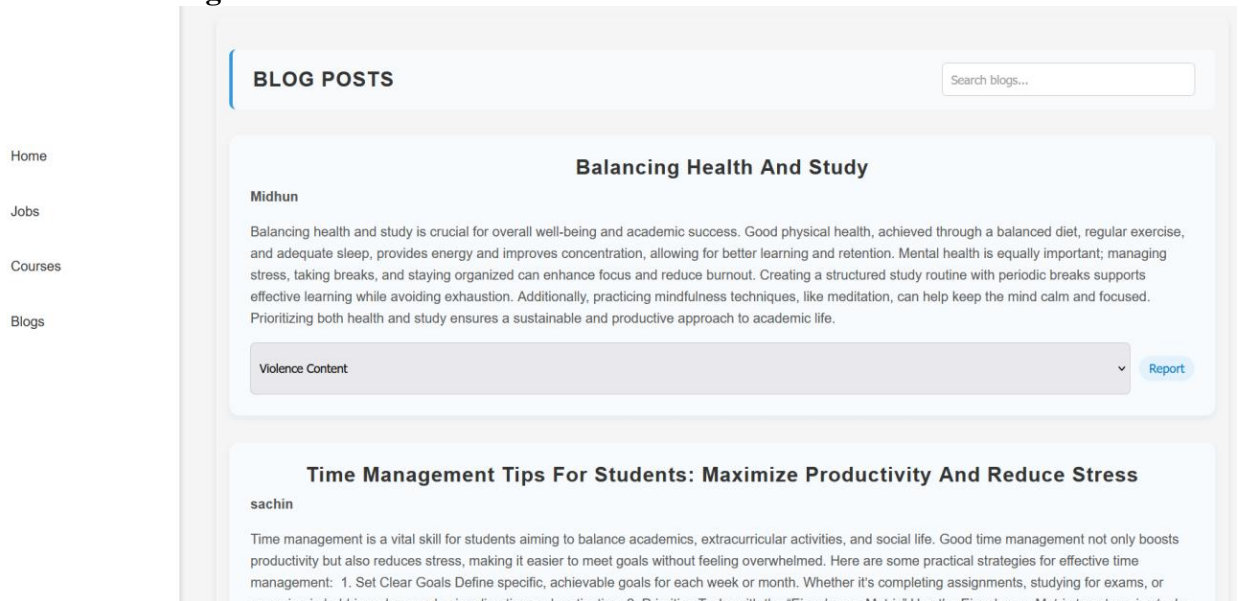 BLOG POSTS
Search blogs...
Home
Jobs
Courses
Blogs
Balancing Health And Study
Midhun
Balancing health and study is crucial for overall well-being and academic success. Good physical health, achieved through a balanced diet, regular exercise,
and adequate sleep, provides energy and improves concentration, allowing for better learning and retention. Mental health is equally important; managing
stress, taking breaks, and staying organized can enhance focus and reduce burnout. Creating a structured study routine with periodic breaks supports
effective learning while avoiding exhaustion. Additionally, practicing mindfulness techniques, like meditation, can help keep the mind calm and focused.
Prioritizing both health and study ensures a sustainable and productive approach to academic life.
Violence Content
Report
Time Management Tips For Students: Maximize Productivity And Reduce Stress
sachin
Time management is a vital skill for students aiming to balance academics, extracurricular activities, and social life. Good time management not only boosts
productivity but also reduces stress, making it easier to meet goals without feeling overwhelmed. Here are some practical strategies for effective time
management: 1. Set Clear Goals Define specific, achievable goals for each week or month. Whether it's completing assignments, studying for exams, or